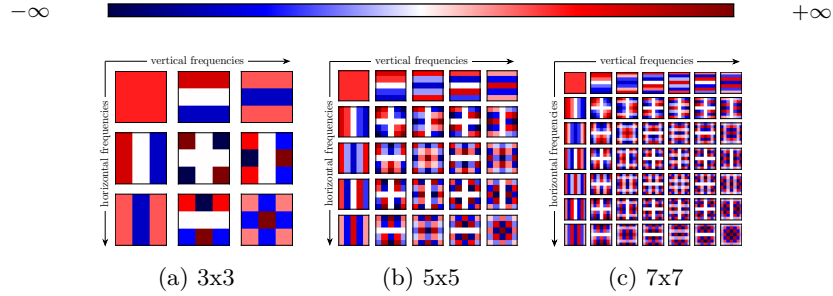 −∞ +∞
vertical frequencies vertical frequencies vertical frequencies
horizontal frequencies horizontal frequencies horizontal frequencies
(a) 3x3 (b) 5x5 (c) 7x7